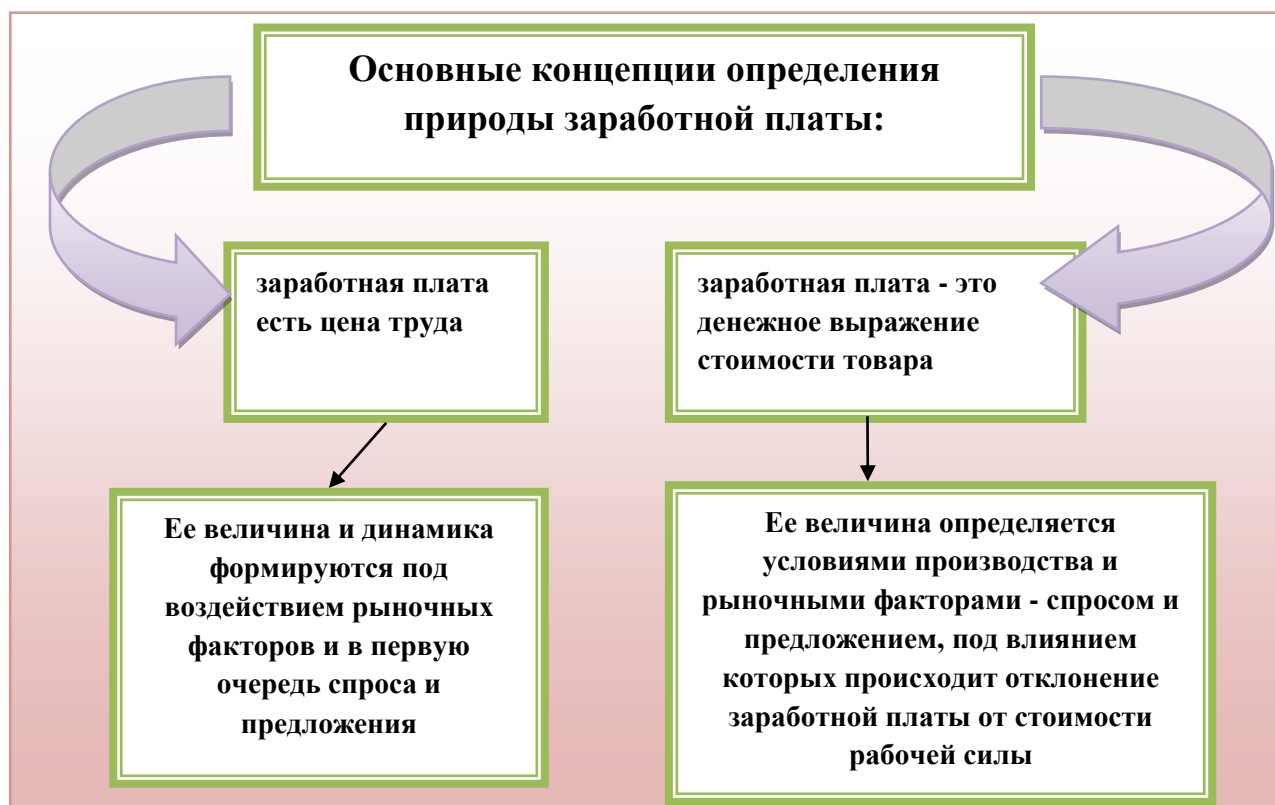 Основные концепции определения
природы заработной платы:
заработная плата
есть цена труда
заработная плата - это
денежное выражение
стоимости товара
Ее величина и динамика
формируются под
воздействием рыночных
факторов и в первую
очередь спроса и
предложения
Ее величина определяется
условиями производства и
рыночными факторами - спросом и
предложением, под влиянием
которых происходит отклонение
заработной платы от стоимости
рабочей силы